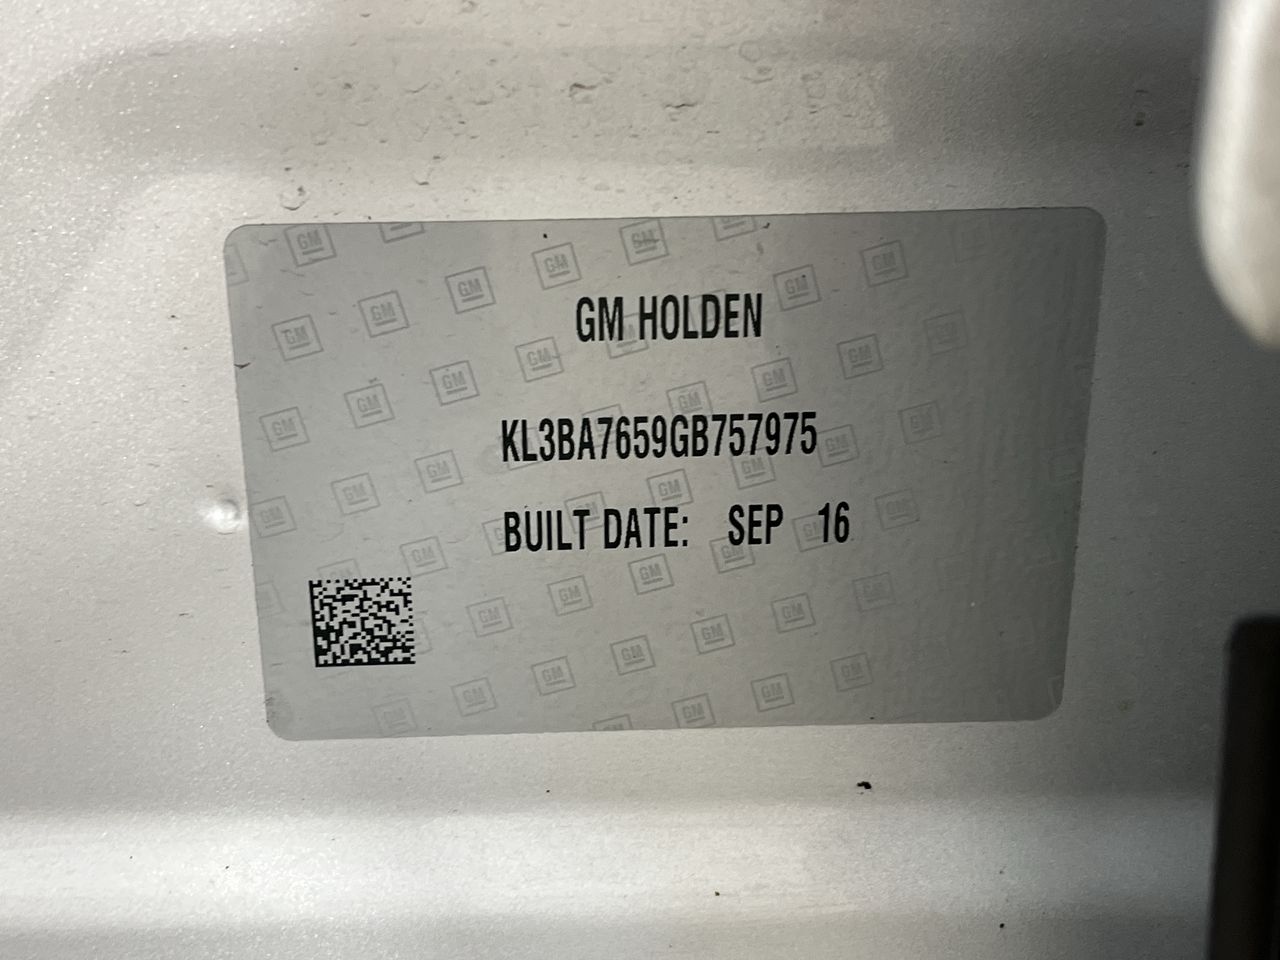 GM HOLDEN
KL3BA7659GB757975
BUILT DATE: SEP 16